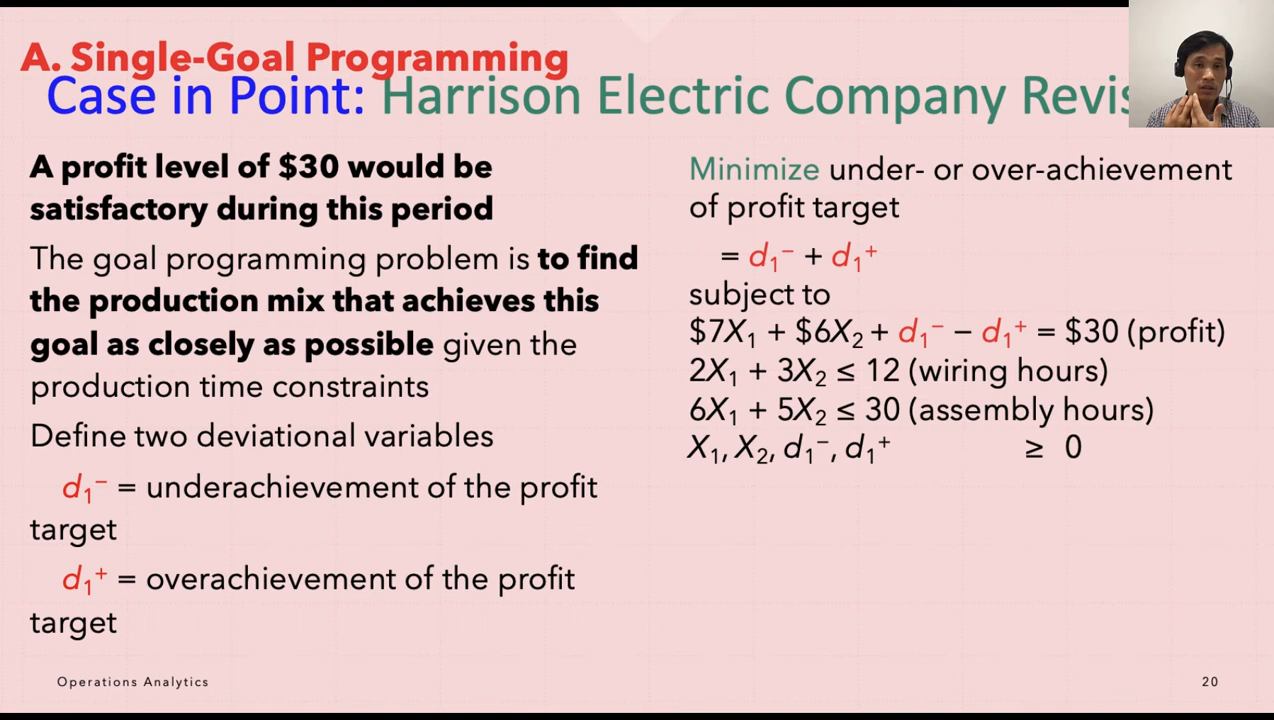 A. Single-Goal Programming
Case in Point: Harrison Electric Company Revis
A profit level of $30 would be
satisfactory during this period
The goal programming problem is to find
the production mix that achieves this
goal as closely as possible given the
production time constraints
Define two deviational variables
d₁⁻ = underachievement of the profit
target
d₁⁺ = overachievement of the profit
target
Minimize under- or over-achievement
of profit target
= d₁⁻ + d₁⁺
subject to
$7X₁ + $6X₂ + d₁⁻ − d₁⁺ = $30 (profit)
2X₁ + 3X₂ ≤ 12 (wiring hours)
6X₁ + 5X₂ ≤ 30 (assembly hours)
X₁, X₂, d₁⁻, d₁⁺ ≥ 0
Operations Analytics
20